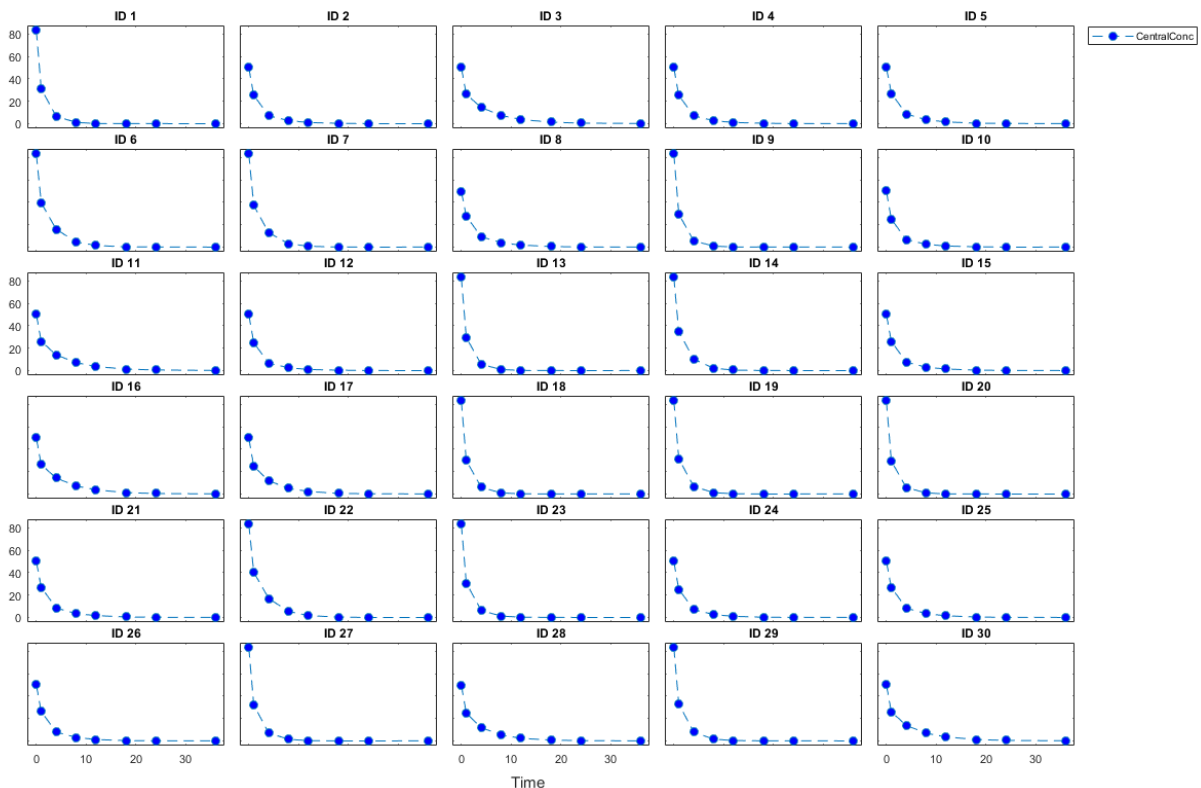 ID 1 ID 2 ID 3 ID 4 ID 5
CentralConc
80
60
40
20
0
ID 6 ID 7 ID 8 ID 9 ID 10
ID 11 ID 12 ID 13 ID 14 ID 15
80
60
40
20
0
ID 16 ID 17 ID 18 ID 19 ID 20
ID 21 ID 22 ID 23 ID 24 ID 25
80
60
40
20
0
ID 26 ID 27 ID 28 ID 29 ID 30
0 10 20 30 0 10 20 30 0 10 20 30
Time